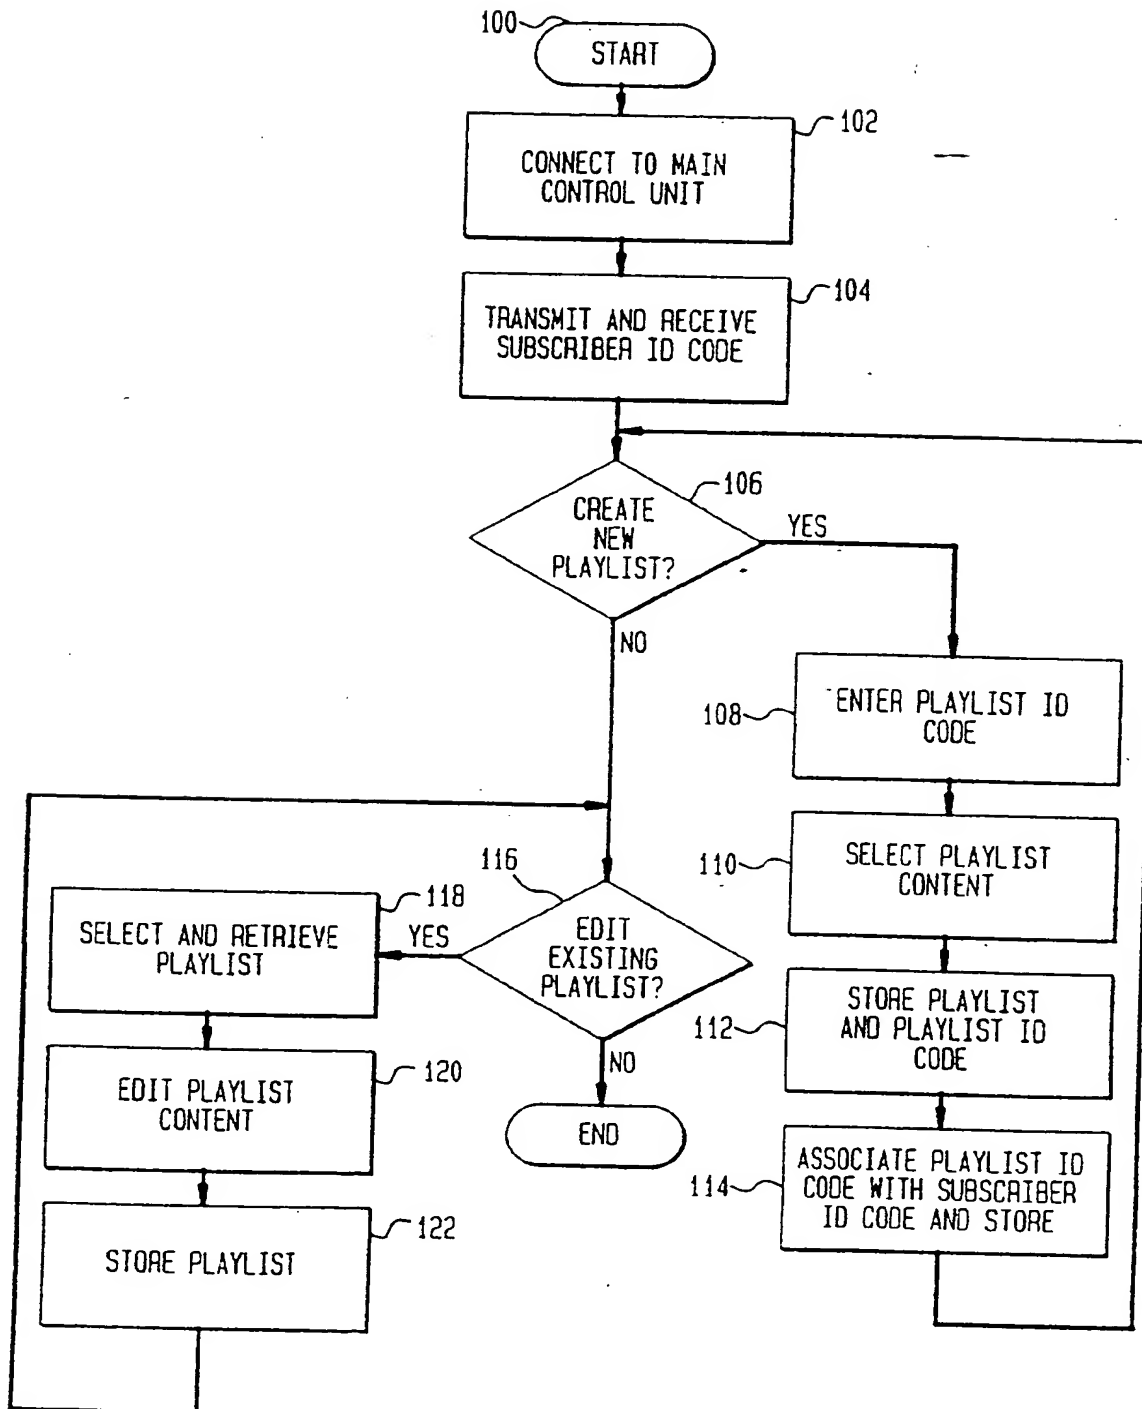 100
START
102
CONNECT TO MAIN
CONTROL UNIT
104
TRANSMIT AND RECEIVE
SUBSCRIBER ID CODE
106
CREATE
NEW
PLAYLIST?
YES
NO
108
ENTER PLAYLIST ID
CODE
110
SELECT PLAYLIST
CONTENT
112
STORE PLAYLIST
AND PLAYLIST ID
CODE
114
ASSOCIATE PLAYLIST ID
CODE WITH SUBSCRIBER
ID CODE AND STORE
116
EDIT
EXISTING
PLAYLIST?
YES
NO
END
118
SELECT AND RETRIEVE
PLAYLIST
120
EDIT PLAYLIST
CONTENT
122
STORE PLAYLIST